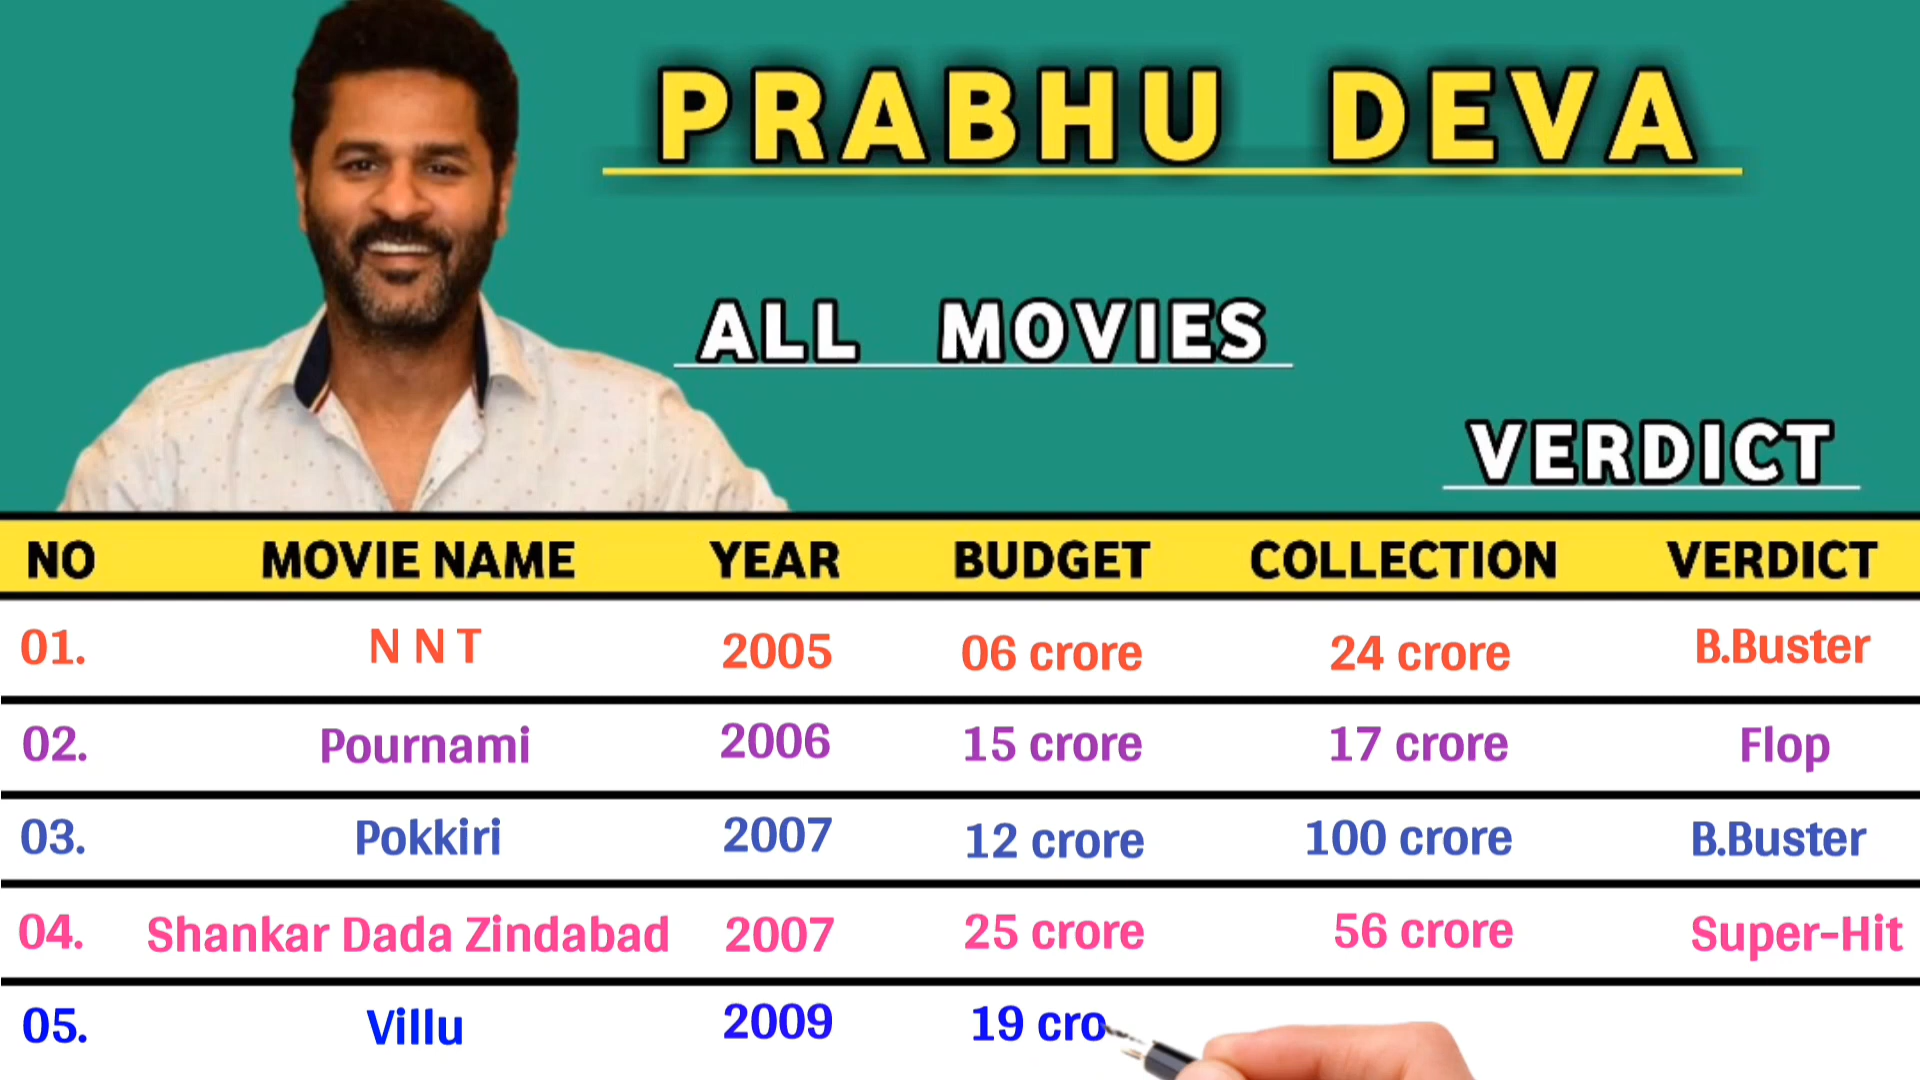 PRABHU DEVA
ALL MOVIES
VERDICT
NO MOVIE NAME YEAR BUDGET COLLECTION VERDICT
01. N N T 2005 06 crore 24 crore B.Buster
02. Pournami 2006 15 crore 17 crore Flop
03. Pokkiri 2007 12 crore 100 crore B.Buster
04. Shankar Dada Zindabad 2007 25 crore 56 crore Super-Hit
05. Villu 2009 19 cro